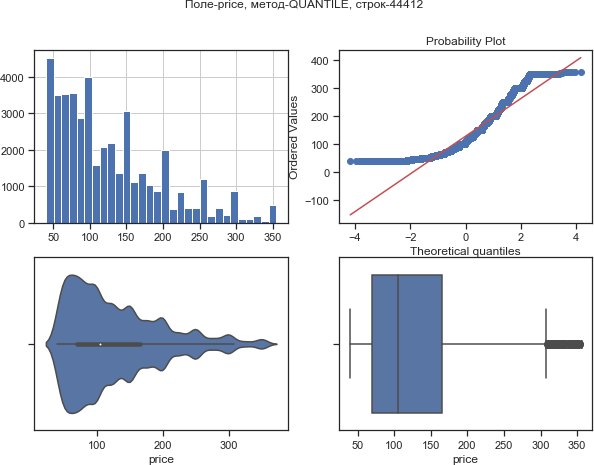 Поле-price, метод-QUANTILE, строк-44412
Probability Plot
4000
3000
2000
1000
0
50 100 150 200 250 300 350
Ordered Values
400
300
200
100
0
−100
−4 −2 0 2 4
Theoretical quantiles
100 200 300
price
50 100 150 200 250 300 350
price